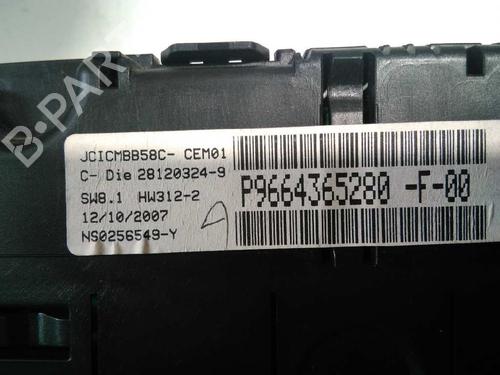 B-PAR
JCICMBB58C- CEM01
C- Die 28120324-9
SW8.1 HW312-2
12/10/2007
NS0256549-Y
A
P9664365280 -F-00